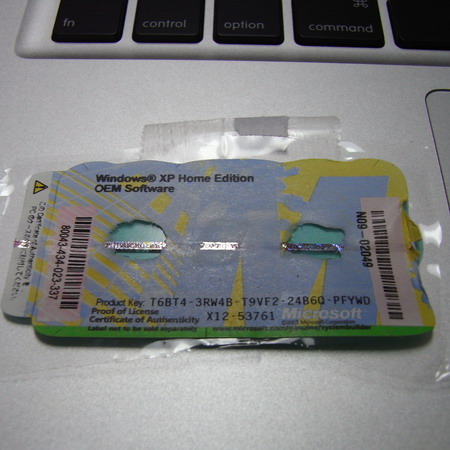 fn
control
option
⌘
command
Windows® XP Home Edition
OEM Software
N09-02049
80043-434-023-337
Product Key: T6BT4-3RW4B-T9VF2-24B6Q-PFYWD
Proof of License
Certificate of Authenticity X12-53761
Microsoft
Label not to be sold separately